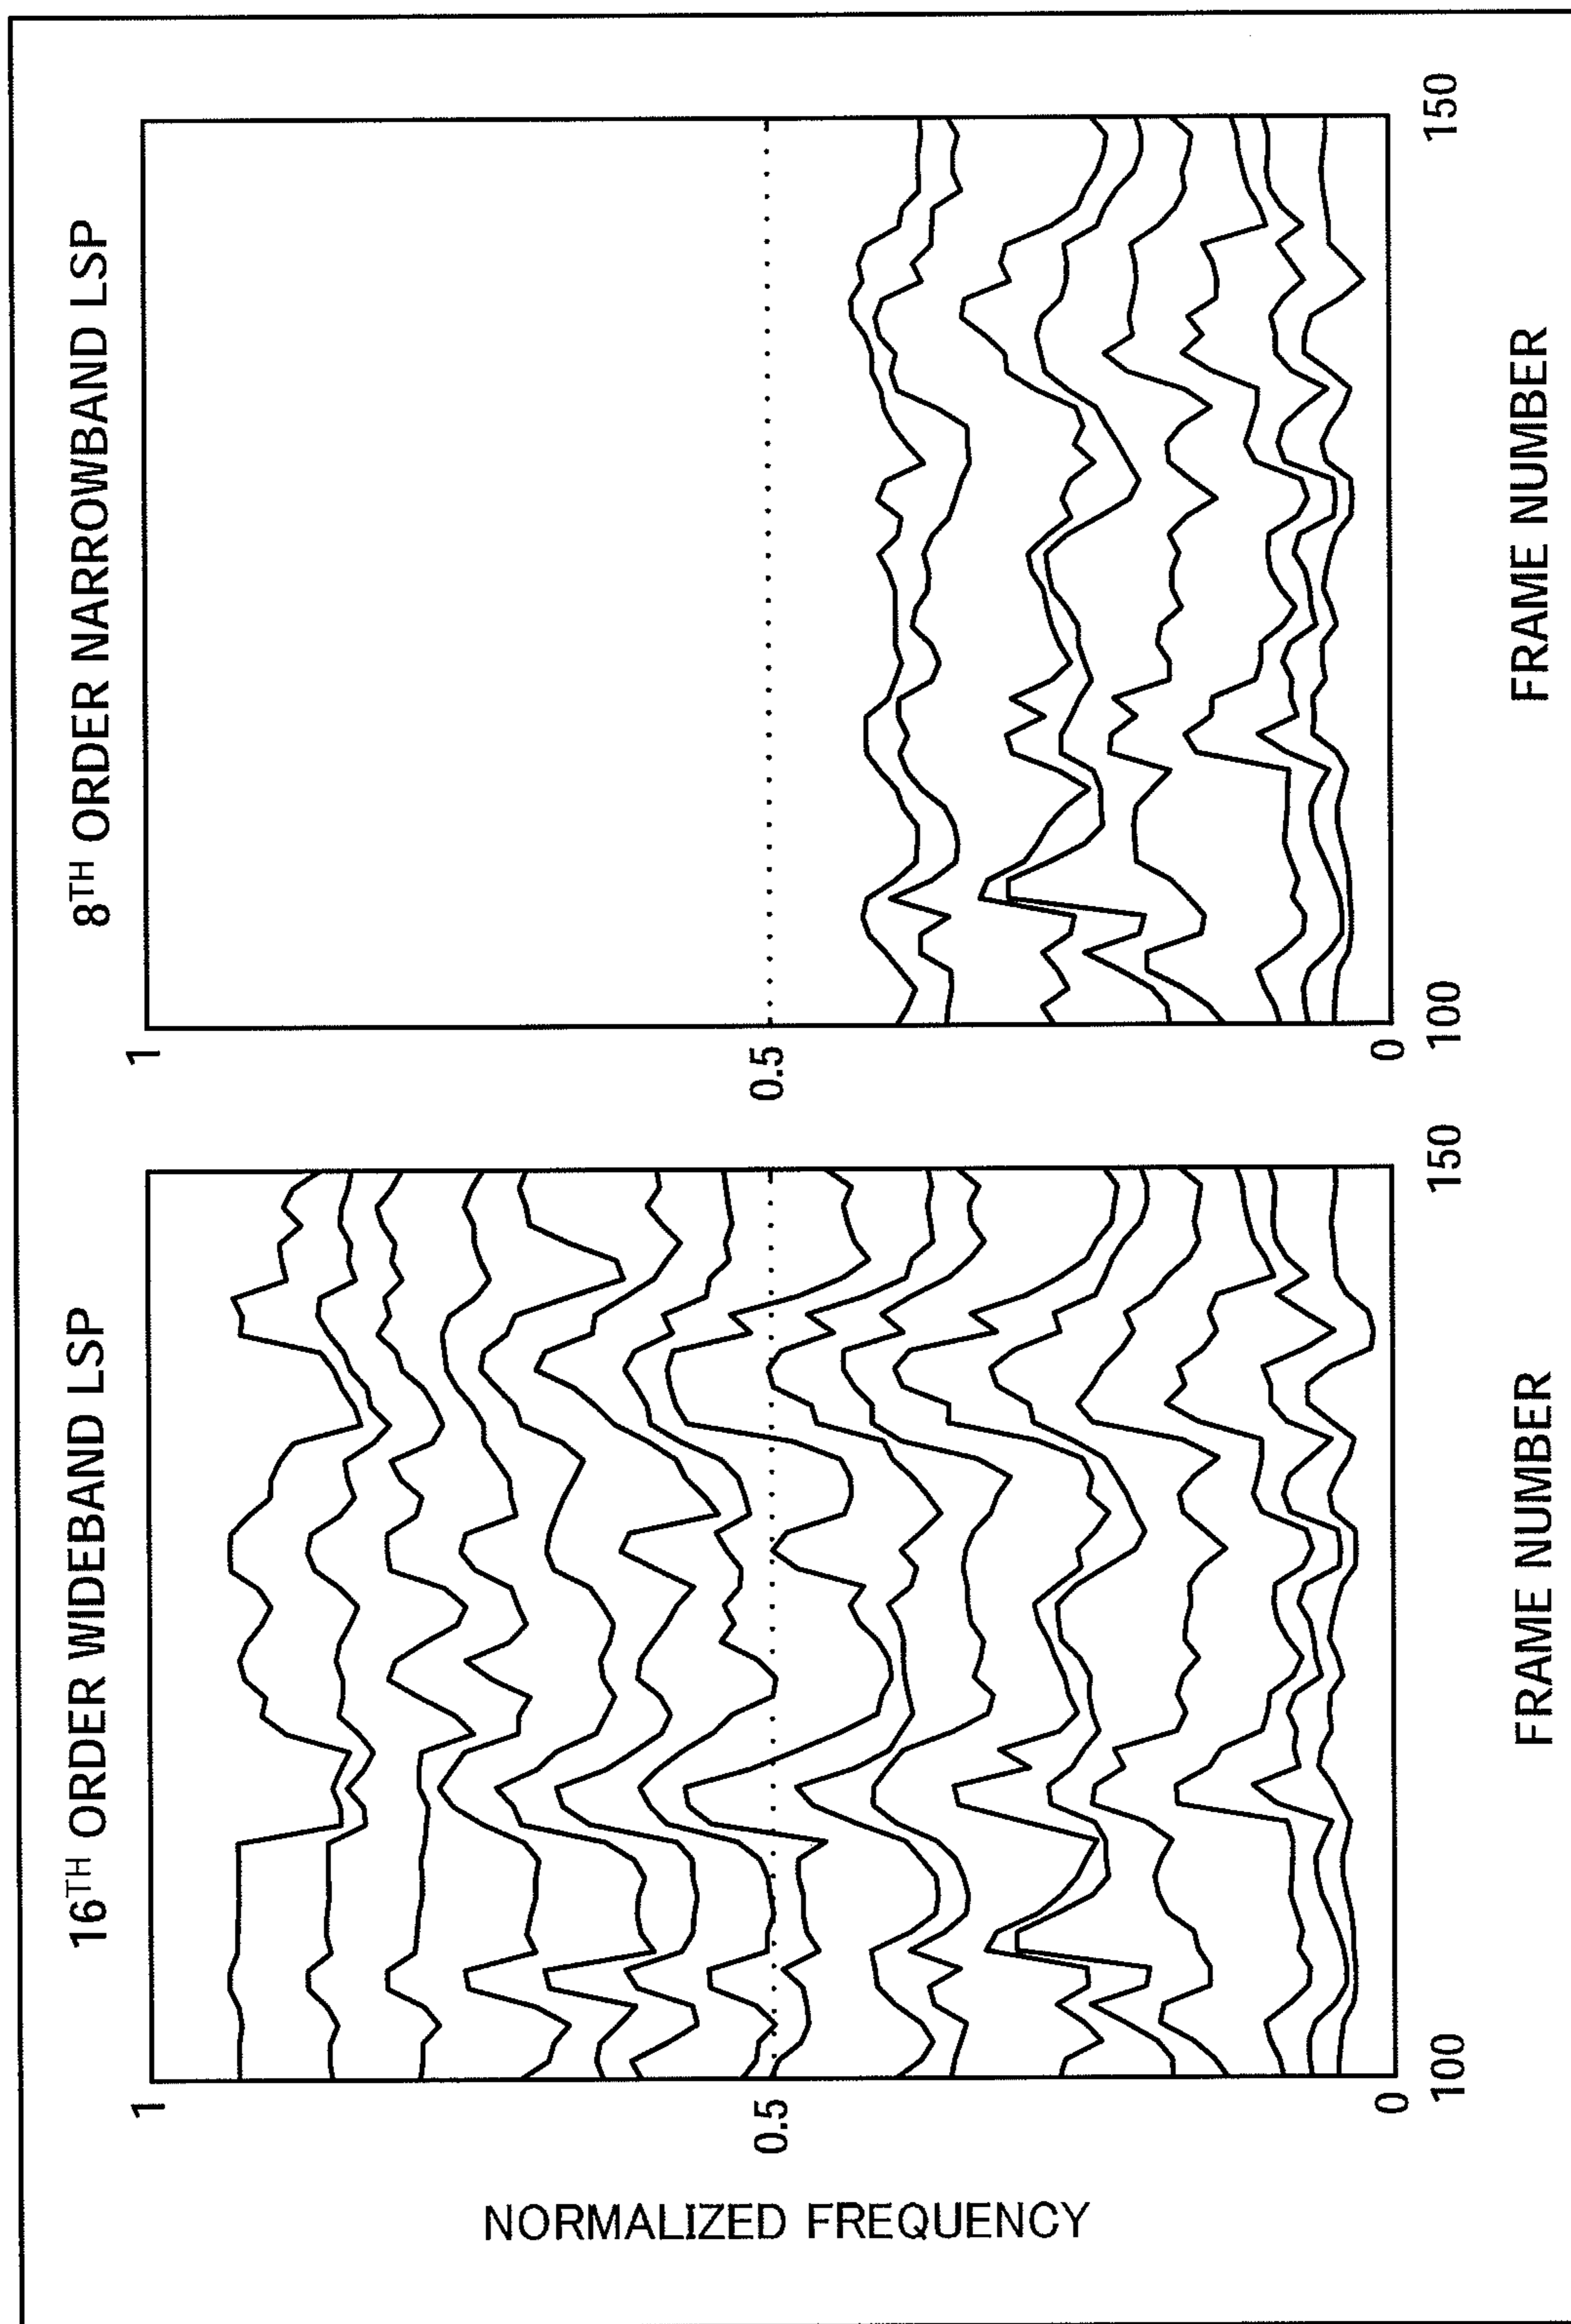 16TH ORDER WIDEBAND LSP
8TH ORDER NARROWBAND LSP
NORMALIZED FREQUENCY
1
0.5
0
100
150
FRAME NUMBER
1
0.5
0
100
150
FRAME NUMBER